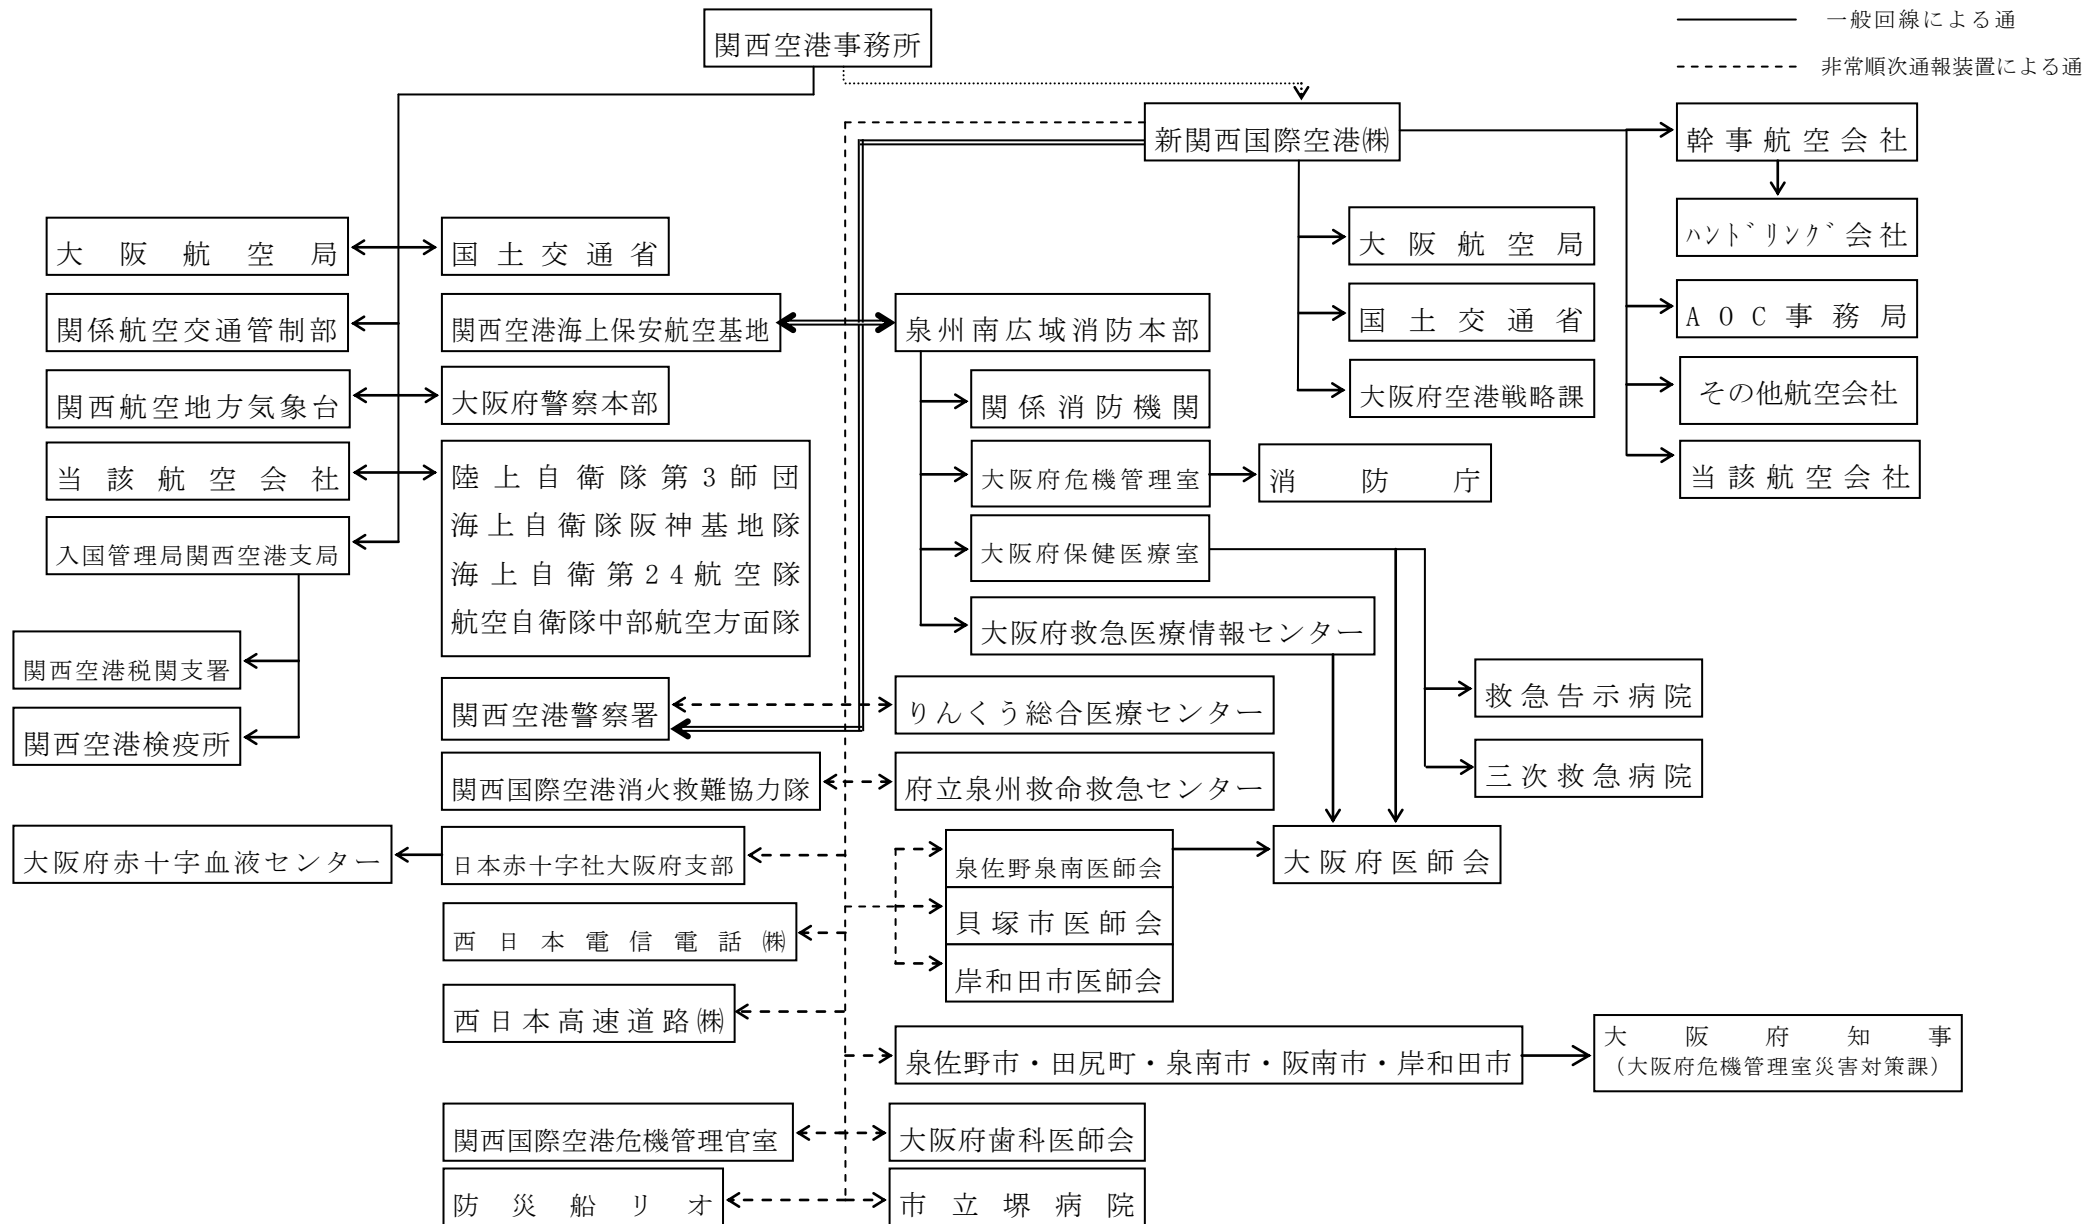 関西空港事務所
一般回線による通
非常順次通報装置による通
新関西国際空港㈱
幹事航空会社
ﾊﾝﾄﾞﾘﾝｸﾞ会社
大阪航空局
国土交通省
大阪航空局
関係航空交通管制部
関西空港海上保安航空基地
泉州南広域消防本部
国土交通省
AOC事務局
関西航空地方気象台
大阪府警察本部
関係消防機関
大阪府空港戦略課
その他航空会社
当該航空会社
陸上自衛隊第3師団
海上自衛隊阪神基地隊
海上自衛第24航空隊
航空自衛隊中部航空方面隊
大阪府危機管理室
消防庁
当該航空会社
入国管理局関西空港支局
大阪府保健医療室
大阪府救急医療情報センター
関西空港税関支署
関西空港検疫所
関西空港警察署
りんくう総合医療センター
救急告示病院
関西国際空港消火救難協力隊
府立泉州救命救急センター
三次救急病院
大阪府赤十字血液センター
日本赤十字社大阪府支部
泉佐野泉南医師会
大阪府医師会
貝塚市医師会
西日本電信電話㈱
岸和田市医師会
西日本高速道路㈱
泉佐野市・田尻町・泉南市・阪南市・岸和田市
大阪府知事
（大阪府危機管理室災害対策課）
関西国際空港危機管理官室
大阪府歯科医師会
防災船リオ
市立堺病院